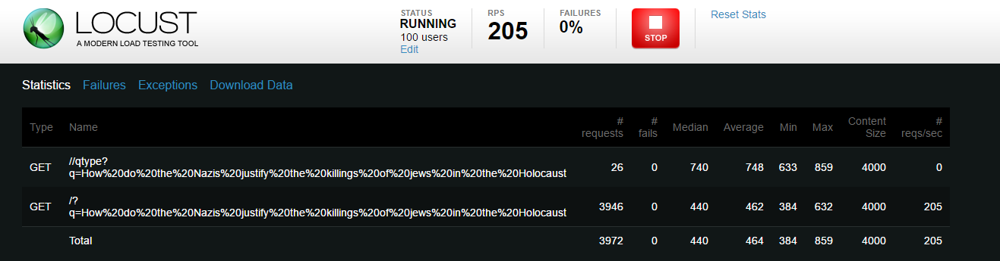 LOCUST
A MODERN LOAD TESTING TOOL
STATUS
RUNNING
100 users
Edit
RPS
205
FAILURES
0%
STOP
Reset Stats
Statistics Failures Exceptions Download Data
Type Name # requests # fails Median Average Min Max Content Size # reqs/sec
GET //qtype?
q=How%20do%20the%20Nazis%20justify%20the%20killings%20of%20jews%20in%20the%20Holocaust 26 0 740 748 633 859 4000 0
GET /?
q=How%20do%20the%20Nazis%20justify%20the%20killings%20of%20jews%20in%20the%20Holocaust 3946 0 440 462 384 632 4000 205
Total 3972 0 440 464 384 859 4000 205